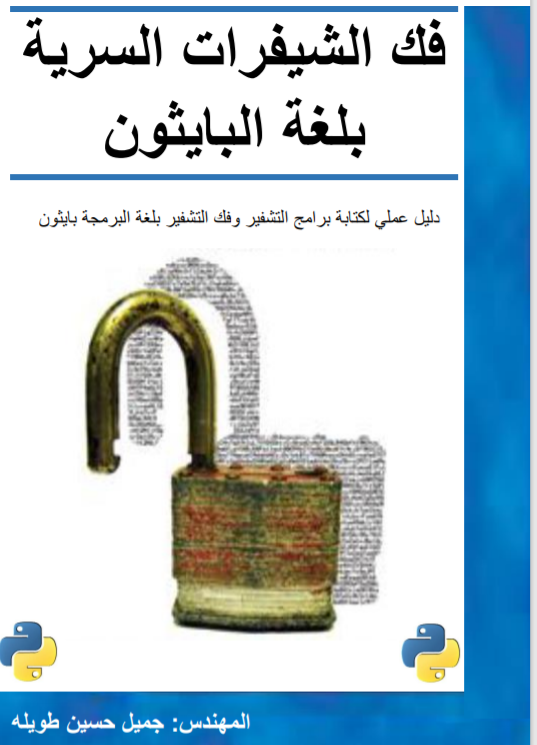 فك الشيفرات السرية
بلغة البايثون
دليل عملي لكتابة برامج التشفير وفك التشفير بلغة البرمجة بايثون
المهندس: جميل حسين طويله